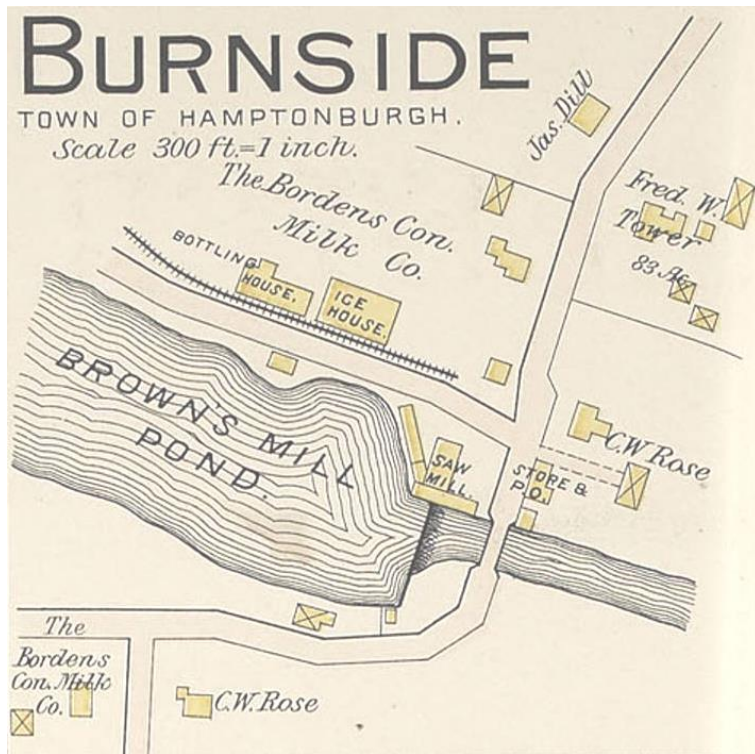 BURNSIDE
TOWN OF HAMPTONBURGH.
Scale 300 ft.=1 inch.
Jas. Dill
The Bordens Con.
Milk Co.
Fred. W.
Tower
83 Ac.
BOTTLING
HOUSE.
ICE
HOUSE.
BROWN'S MILL
POND.
SAW
MILL.
STORE &
P.O.
C.W Rose
The
Bordens
Con. Milk
Co.
C.W. Rose